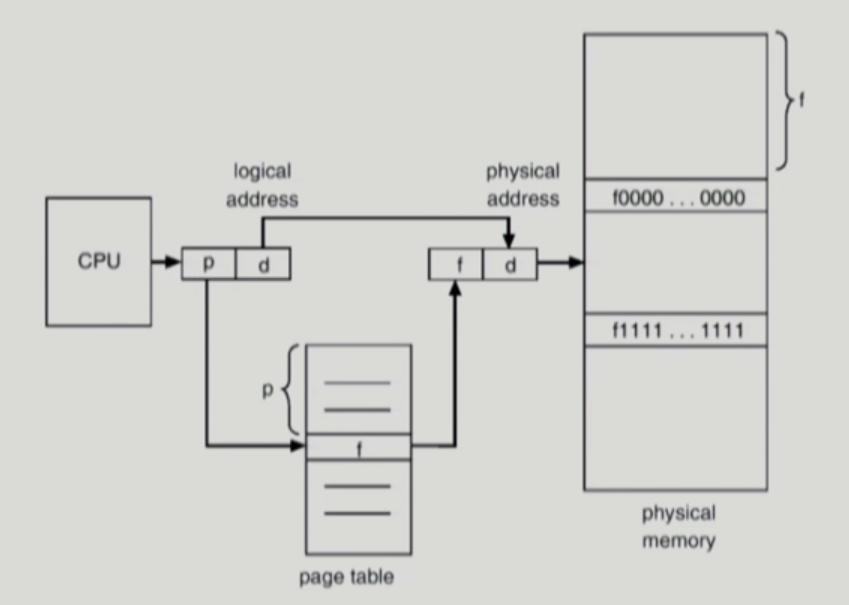 logical
address
physical
address
f
f0000 . . . 0000
CPU
p
d
f
d
f1111 . . . 1111
p
f
physical
memory
page table